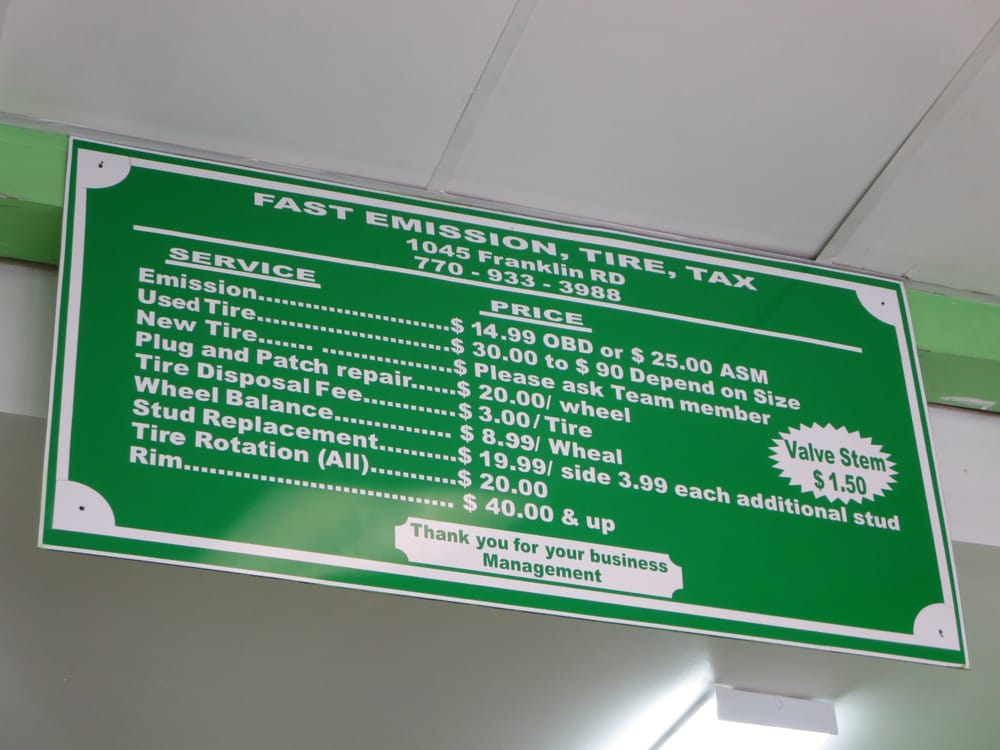 FAST EMISSION, TIRE, TAX
1045 Franklin RD
770 - 933 - 3988
SERVICE PRICE
Emission..............................$ 14.99 OBD or $ 25.00 ASM
Used Tire..............................$ 30.00 to $ 90 Depend on Size
New Tire....... ...................$ Please ask Team member
Plug and Patch repair......$ 20.00/ wheel
Tire Disposal Fee............$ 3.00/ Tire
Wheel Balance............... $ 8.99/ Wheal
Stud Replacement..........$ 19.99/ side 3.99 each additional stud
Tire Rotation (All)...........$ 20.00
Rim...................................... $ 40.00 & up
Valve Stem
$ 1.50
Thank you for your business
Management